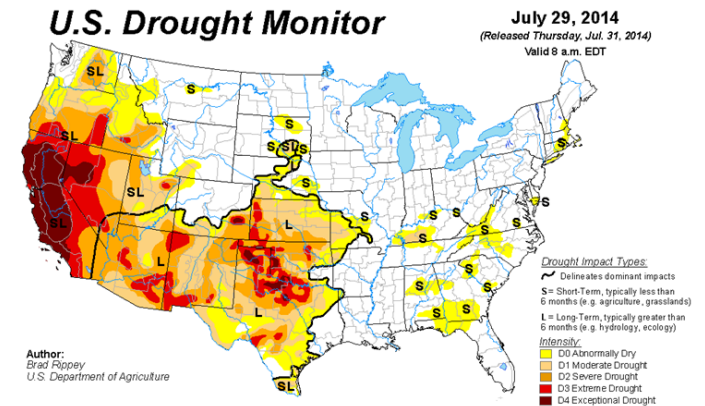 U.S. Drought Monitor
July 29, 2014
(Released Thursday, Jul. 31, 2014)
Valid 8 a.m. EDT
SL
S
S
SL
S
SL
S
S
SL
S
L
S
S
S
S
S
S
S
SL
L
S
S
S
L
S
S
SL
Drought Impact Types:
Delineates dominant impacts
S = Short-Term, typically less than
6 months (e.g. agriculture, grasslands)
L = Long-Term, typically greater than
6 months (e.g. hydrology, ecology)
Intensity:
D0 Abnormally Dry
D1 Moderate Drought
D2 Severe Drought
D3 Extreme Drought
D4 Exceptional Drought
Author:
Brad Rippey
U.S. Department of Agriculture